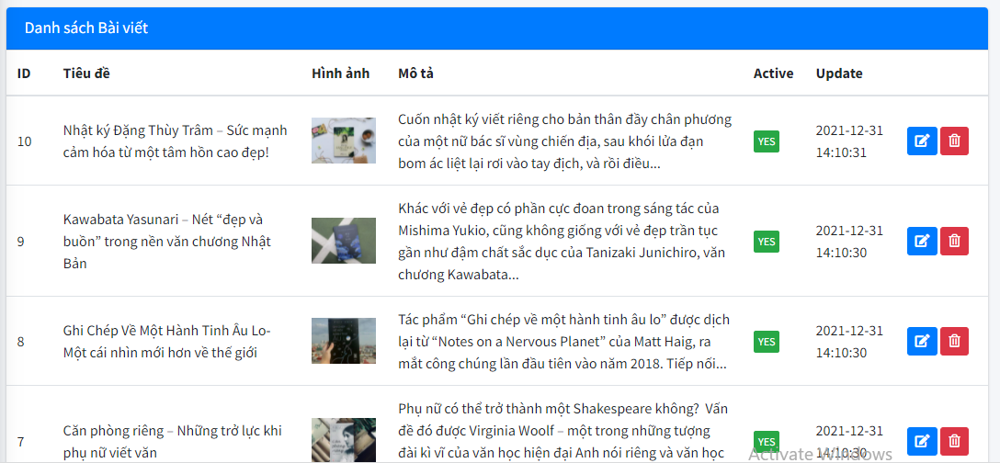 Danh sách Bài viết
ID Tiêu đề Hình ảnh Mô tả Active Update
10
Nhật ký Đặng Thùy Trâm – Sức mạnh
cảm hóa từ một tâm hồn cao đẹp!
Cuốn nhật ký viết riêng cho bản thân đầy chân phương
của một nữ bác sĩ vùng chiến địa, sau khói lửa đạn
bom ác liệt lại rơi vào tay địch, và rồi điều...
YES
2021-12-31
14:10:31
9
Kawabata Yasunari – Nét “đẹp và
buồn” trong nền văn chương Nhật
Bản
Khác với vẻ đẹp có phần cực đoan trong sáng tác của
Mishima Yukio, cũng không giống với vẻ đẹp trần tục
gần như đậm chất sắc dục của Tanizaki Junichiro, văn
chương Kawabata...
YES
2021-12-31
14:10:30
8
Ghi Chép Về Một Hành Tinh Âu Lo-
Một cái nhìn mới hơn về thế giới
Tác phẩm “Ghi chép về một hành tinh âu lo” được dịch
lại từ “Notes on a Nervous Planet” của Matt Haig, ra
mắt công chúng lần đầu tiên vào năm 2018. Tiếp nối...
YES
2021-12-31
14:10:30
7
Căn phòng riêng – Những trở lực khi
phụ nữ viết văn
Phụ nữ có thể trở thành một Shakespeare không? Vấn
đề đó được Virginia Woolf – một trong những tượng
đài kì vĩ của văn học hiện đại Anh nói riêng và văn học
YES
2021-12-31
14:10:30
Activate Windows